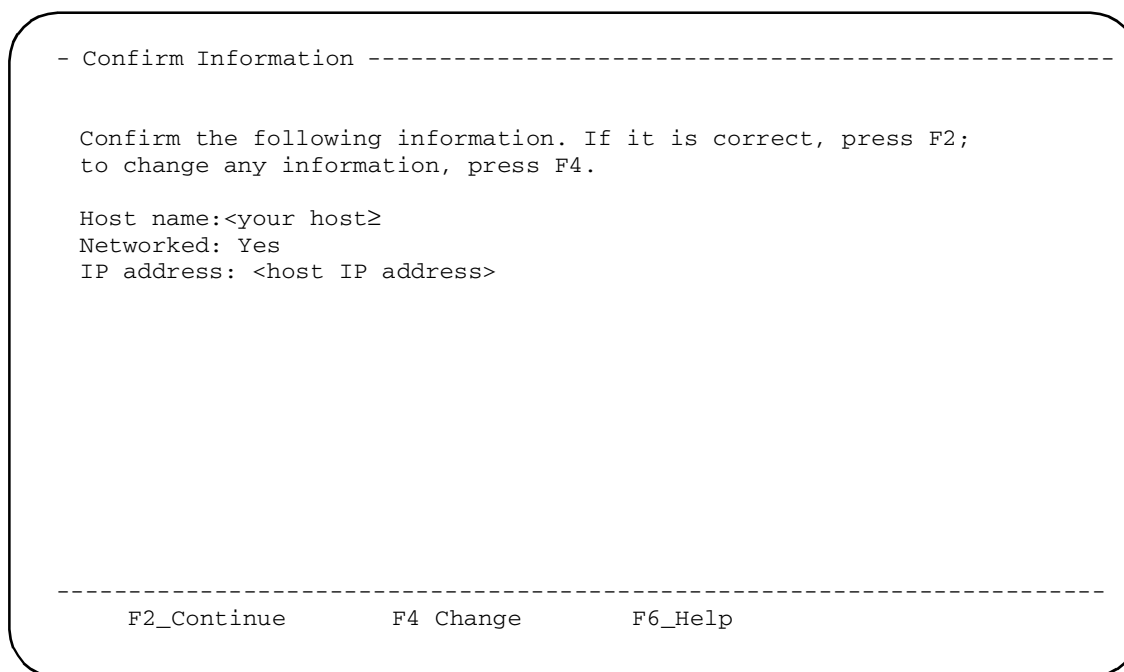 - Confirm Information ----------------------------------------------------
Confirm the following information. If it is correct, press F2;
to change any information, press F4.
Host name:<your host≥
Networked: Yes
IP address: <host IP address>
-------------------------------------------------------------------------
F2_Continue F4 Change F6_Help